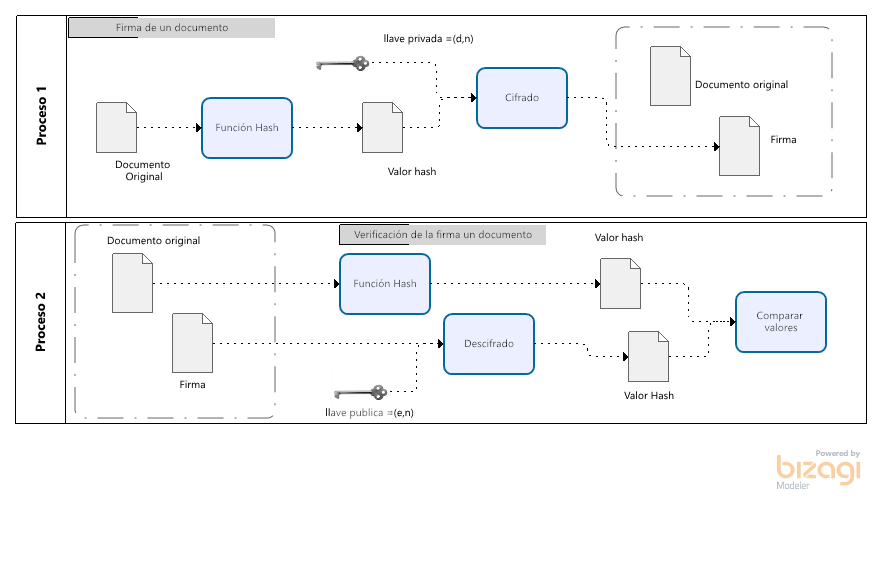 Proceso 1
Firma de un documento
llave privada =(d,n)
Documento original
Función Hash
Cifrado
Firma
Documento
Original
Valor hash
Proceso 2
Verificación de la firma un documento
Documento original
Valor hash
Función Hash
Comparar
valores
Descifrado
Firma
Valor Hash
llave publica =(e,n)
Powered by
bizagi
Modeler